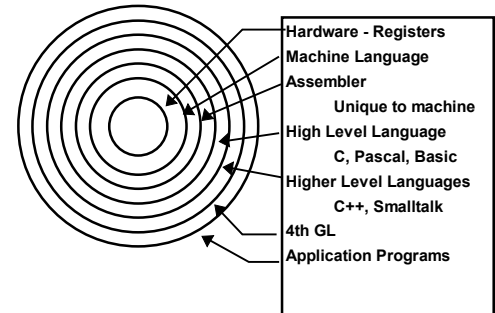 Hardware - Registers
Machine Language
Assembler
Unique to machine
High Level Language
C, Pascal, Basic
Higher Level Languages
C++, Smalltalk
4th GL
Application Programs